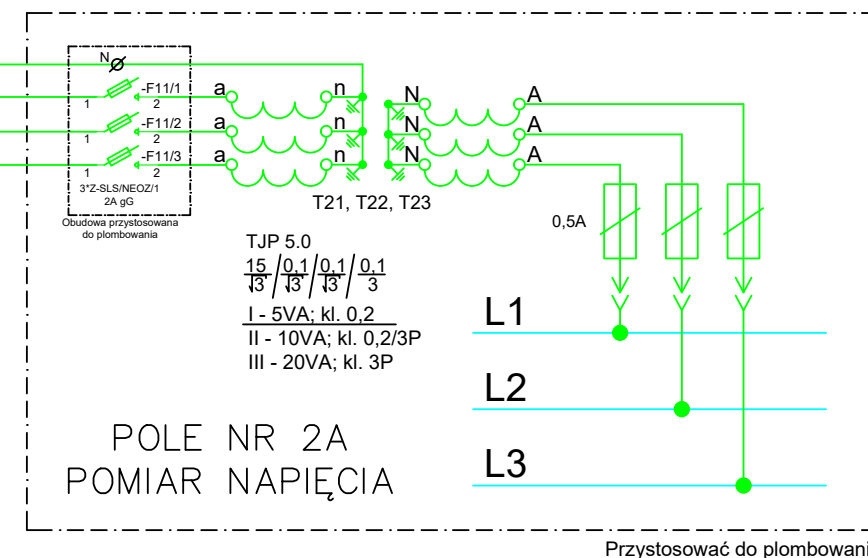 N
-F11/1
1 2
-F11/2
1 2
-F11/3
1 2
3*Z-SLS/NEOZ/1
2A gG
Obudowa przystosowana
do plombowania
a n N A
a n N A
a n N A
T21, T22, T23
0,5A
TJP 5.0
15/√3 / 0,1/√3 / 0,1/√3 / 0,1/3
I - 5VA; kl. 0,2
II - 10VA; kl. 0,2/3P
III - 20VA; kl. 3P
L1
L2
L3
POLE NR 2A
POMIAR NAPIĘCIA
Przystosować do plombowani